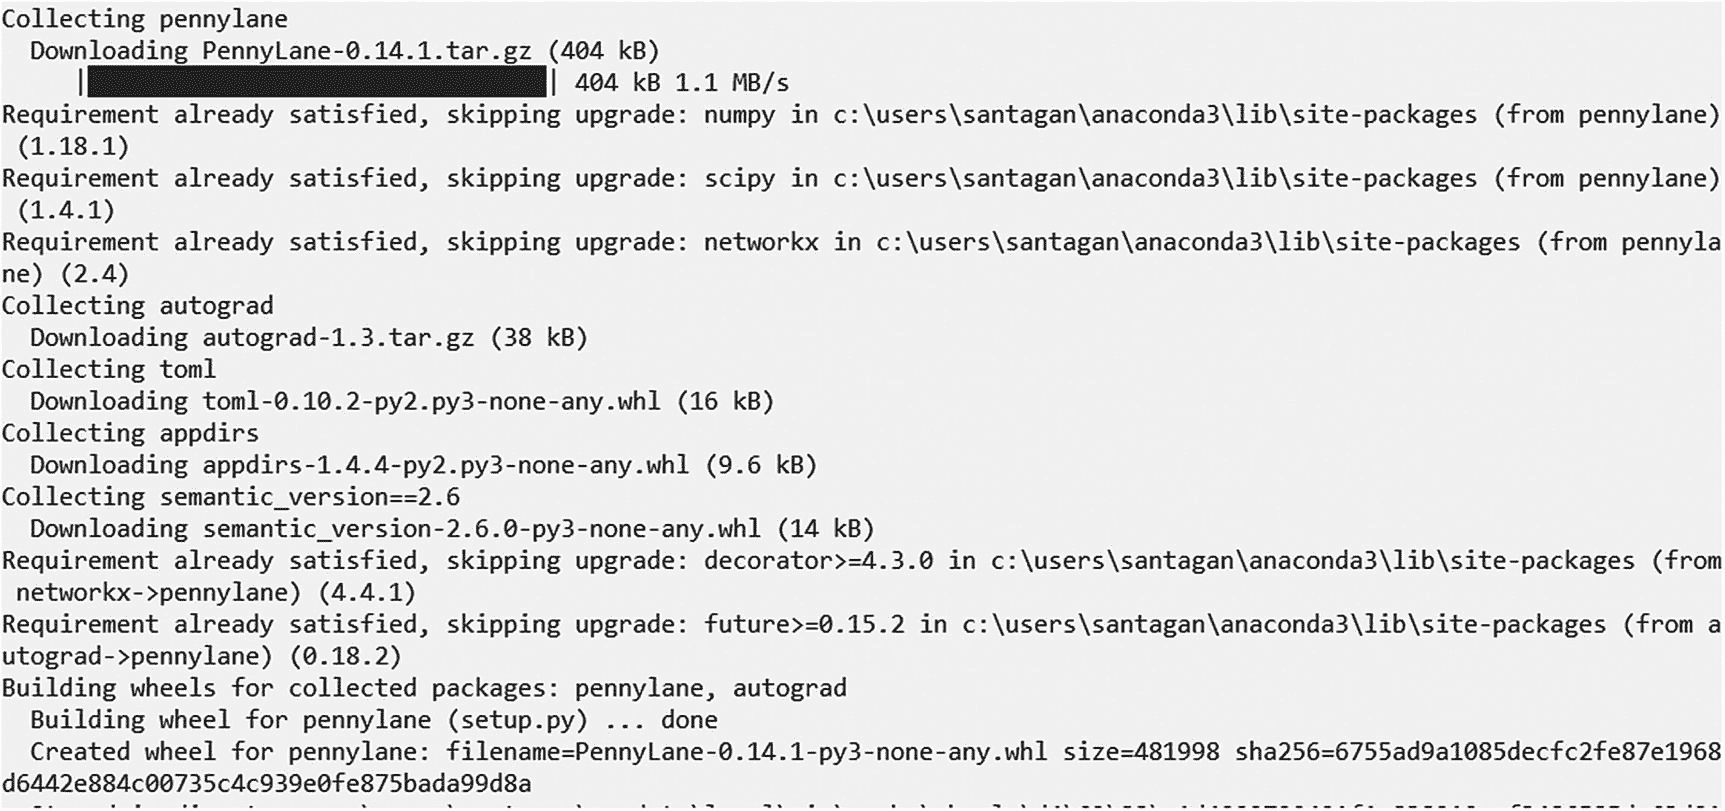 Collecting pennylane
Downloading PennyLane-0.14.1.tar.gz (404 kB)
| | 404 kB 1.1 MB/s
Requirement already satisfied, skipping upgrade: numpy in c:\users\santagan\anaconda3\lib\site-packages (from pennylane)
(1.18.1)
Requirement already satisfied, skipping upgrade: scipy in c:\users\santagan\anaconda3\lib\site-packages (from pennylane)
(1.4.1)
Requirement already satisfied, skipping upgrade: networkx in c:\users\santagan\anaconda3\lib\site-packages (from pennyla
ne) (2.4)
Collecting autograd
Downloading autograd-1.3.tar.gz (38 kB)
Collecting toml
Downloading toml-0.10.2-py2.py3-none-any.whl (16 kB)
Collecting appdirs
Downloading appdirs-1.4.4-py2.py3-none-any.whl (9.6 kB)
Collecting semantic_version==2.6
Downloading semantic_version-2.6.0-py3-none-any.whl (14 kB)
Requirement already satisfied, skipping upgrade: decorator>=4.3.0 in c:\users\santagan\anaconda3\lib\site-packages (from
networkx->pennylane) (4.4.1)
Requirement already satisfied, skipping upgrade: future>=0.15.2 in c:\users\santagan\anaconda3\lib\site-packages (from a
utograd->pennylane) (0.18.2)
Building wheels for collected packages: pennylane, autograd
Building wheel for pennylane (setup.py) ... done
Created wheel for pennylane: filename=PennyLane-0.14.1-py3-none-any.whl size=481998 sha256=6755ad9a1085decfc2fe87e1968
d6442e884c00735c4c939e0fe875bada99d8a